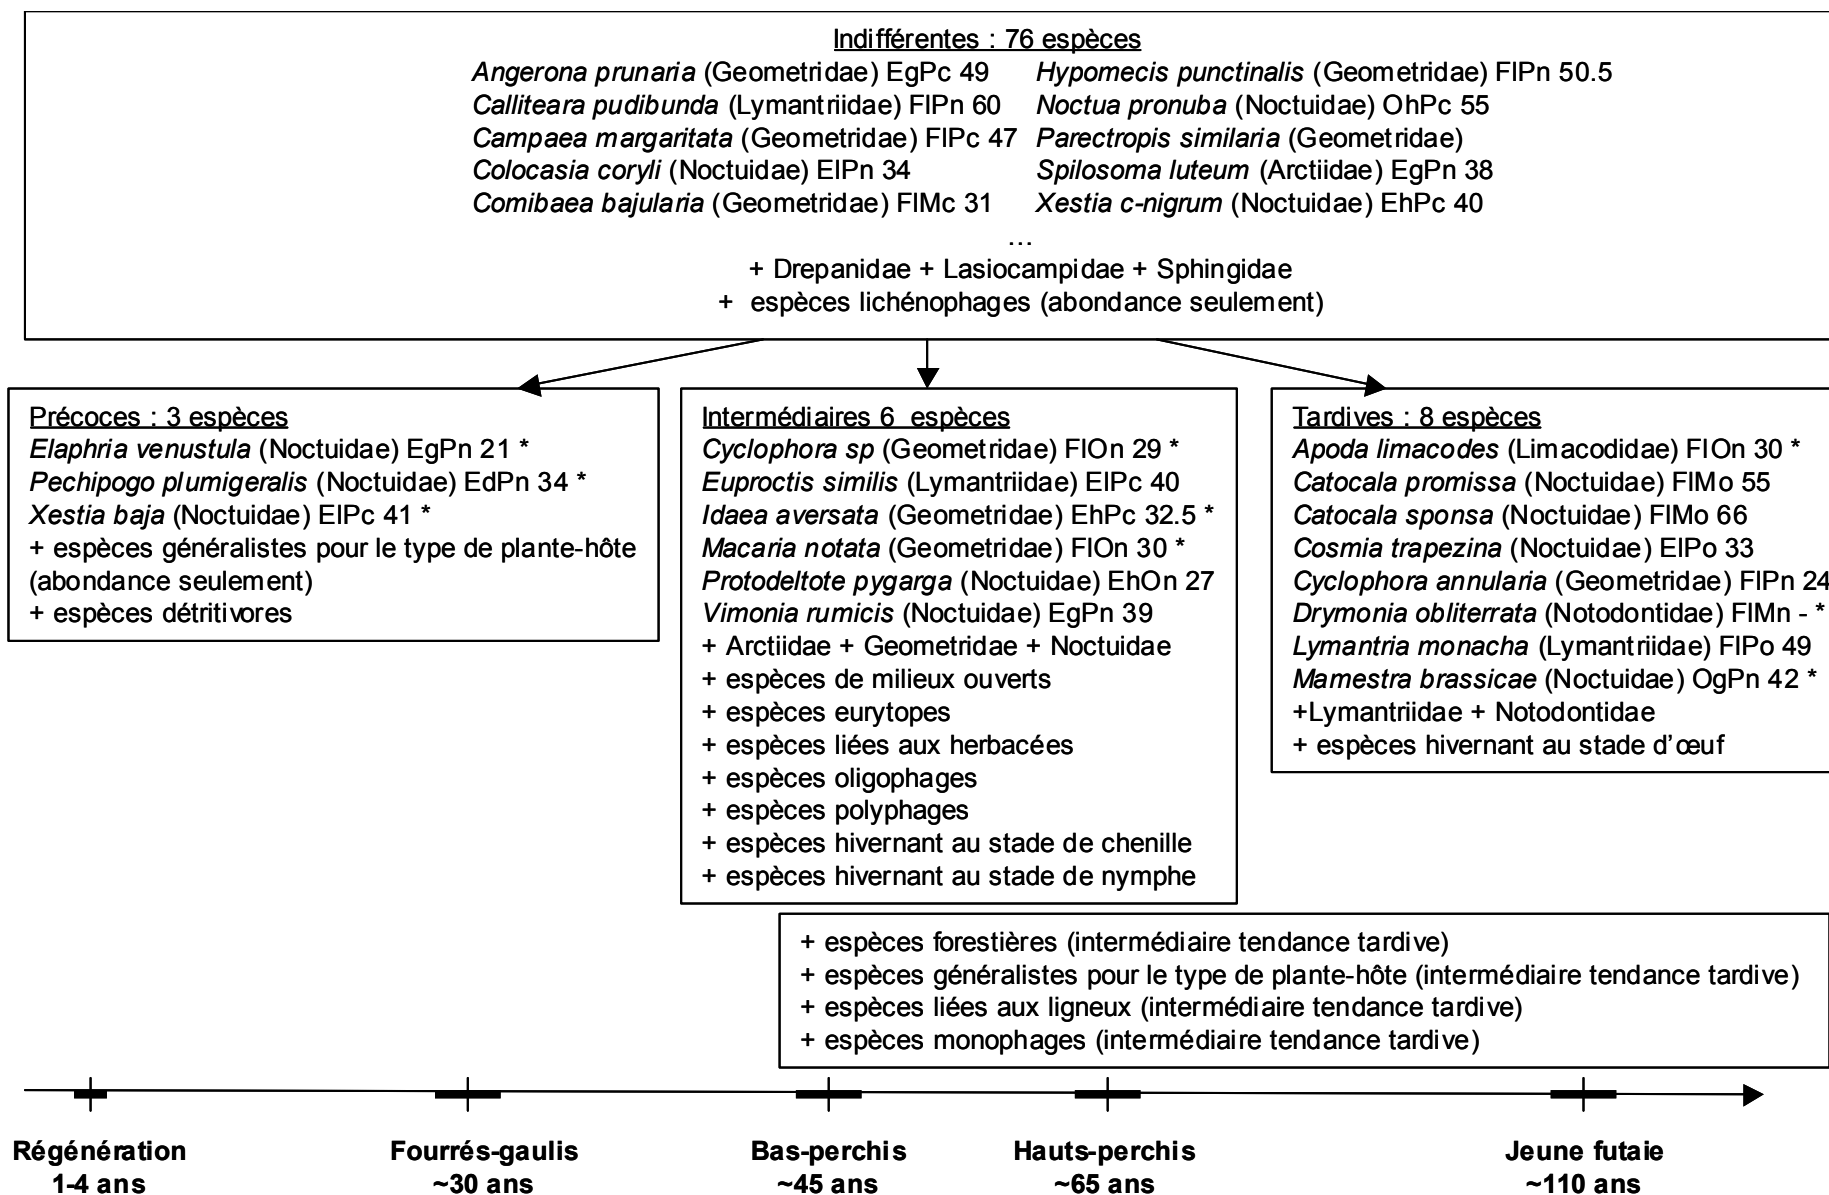 Indifférentes : 76 espèces
Angerona prunaria (Geometridae) EgPc 49
Calliteara pudibunda (Lymantriidae) FlPn 60
Campaea margaritata (Geometridae) FlPc 47
Colocasia coryli (Noctuidae) ElPn 34
Comibaea bajularia (Geometridae) FlMc 31
Hypomecis punctinalis (Geometridae) FlPn 50.5
Noctua pronuba (Noctuidae) OhPc 55
Parectropis similaria (Geometridae)
Spilosoma luteum (Arctiidae) EgPn 38
Xestia c-nigrum (Noctuidae) EhPc 40
...
+ Drepanidae + Lasiocampidae + Sphingidae
+ espèces lichénophages (abondance seulement)
Précoces : 3 espèces
Elaphria venustula (Noctuidae) EgPn 21 *
Pechipogo plumigeralis (Noctuidae) EdPn 34 *
Xestia baja (Noctuidae) ElPc 41 *
+ espèces généralistes pour le type de plante-hôte
(abondance seulement)
+ espèces détritivores
Intermédiaires 6 espèces
Cyclophora sp (Geometridae) FlOn 29 *
Euproctis similis (Lymantriidae) ElPc 40
Idaea aversata (Geometridae) EhPc 32.5 *
Macaria notata (Geometridae) FlOn 30 *
Protodeltote pygarga (Noctuidae) EhOn 27
Vimonia rumicis (Noctuidae) EgPn 39
+ Arctiidae + Geometridae + Noctuidae
+ espèces de milieux ouverts
+ espèces eurytopes
+ espèces liées aux herbacées
+ espèces oligophages
+ espèces polyphages
+ espèces hivernant au stade de chenille
+ espèces hivernant au stade de nymphe
Tardives : 8 espèces
Apoda limacodes (Limacodidae) FlOn 30 *
Catocala promissa (Noctuidae) FlMo 55
Catocala sponsa (Noctuidae) FlMo 66
Cosmia trapezina (Noctuidae) ElPo 33
Cyclophora annularia (Geometridae) FlPn 24
Drymonia obliterrata (Notodontidae) FlMn - *
Lymantria monacha (Lymantriidae) FlPo 49
Mamestra brassicae (Noctuidae) OgPn 42 *
+Lymantriidae + Notodontidae
+ espèces hivernant au stade d'œuf
+ espèces forestières (intermédiaire tendance tardive)
+ espèces généralistes pour le type de plante-hôte (intermédiaire tendance tardive)
+ espèces liées aux ligneux (intermédiaire tendance tardive)
+ espèces monophages (intermédiaire tendance tardive)
Régénération
1-4 ans
Fourrés-gaulis
~30 ans
Bas-perchis
~45 ans
Hauts-perchis
~65 ans
Jeune futaie
~110 ans